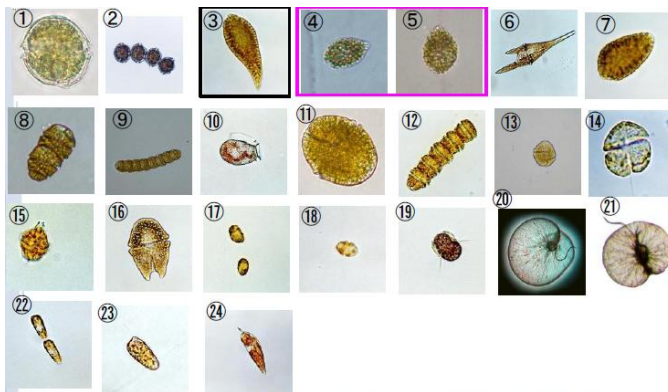 ① ② ③ ④ ⑤ ⑥ ⑦
⑧ ⑨ ⑩ ⑪ ⑫ ⑬ ⑭
⑮ ⑯ ⑰ ⑱ ⑲ ⑳ ㉑
㉒ ㉓ ㉔